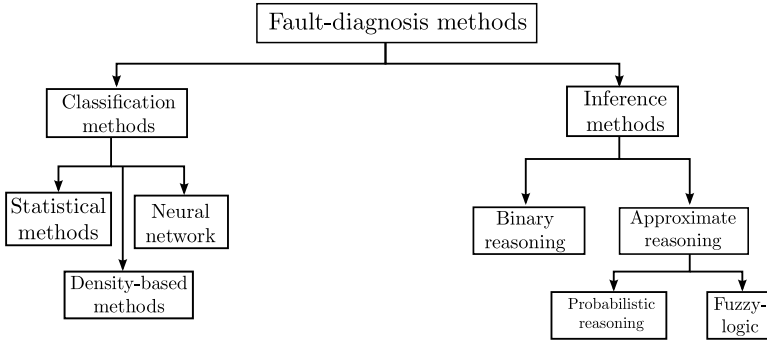 Fault-diagnosis methods
Classification
methods
Inference
methods
Statistical
methods
Neural
network
Binary
reasoning
Approximate
reasoning
Density-based
methods
Probabilistic
reasoning
Fuzzy-
logic